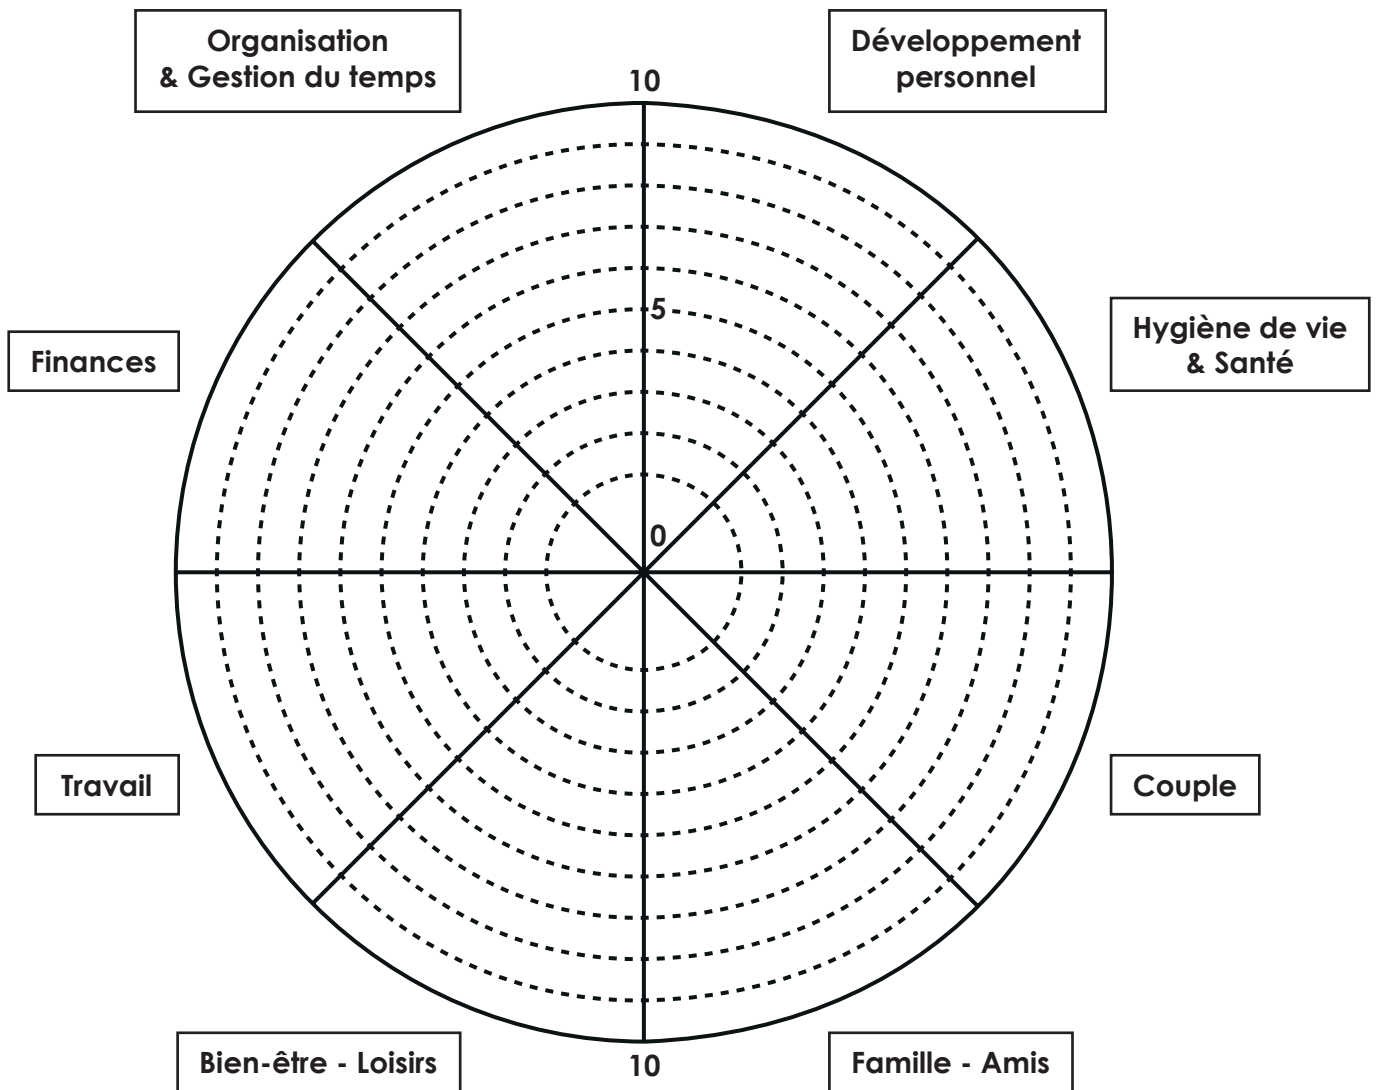 Organisation
& Gestion du temps
Développement
personnel
10
5
Hygiène de vie
& Santé
Finances
0
Travail
Couple
Bien-être - Loisirs
10
Famille - Amis